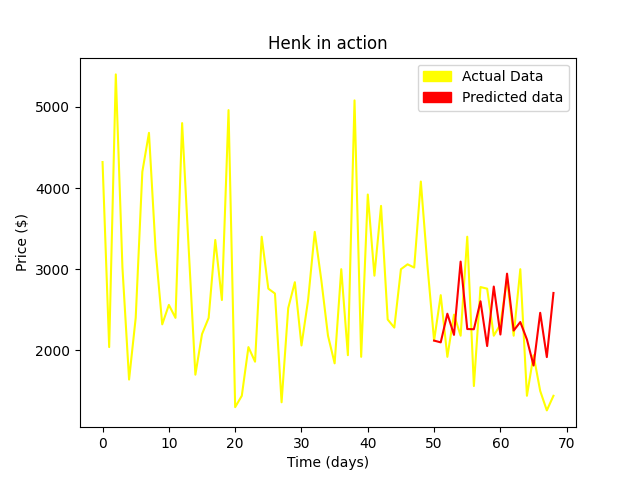 Henk in action
Actual Data
Predicted data
Price ($)
5000
4000
3000
2000
0 10 20 30 40 50 60 70
Time (days)